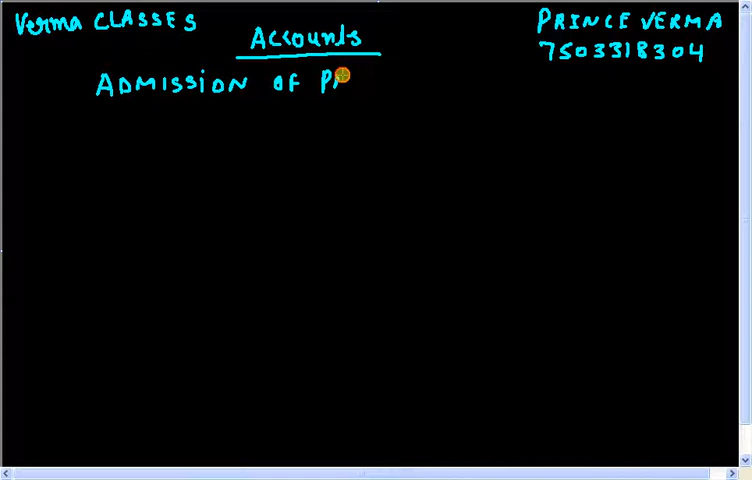 Verma CLASSES
Accounts
PRINCE VERMA
7503318304
ADMISSION OF